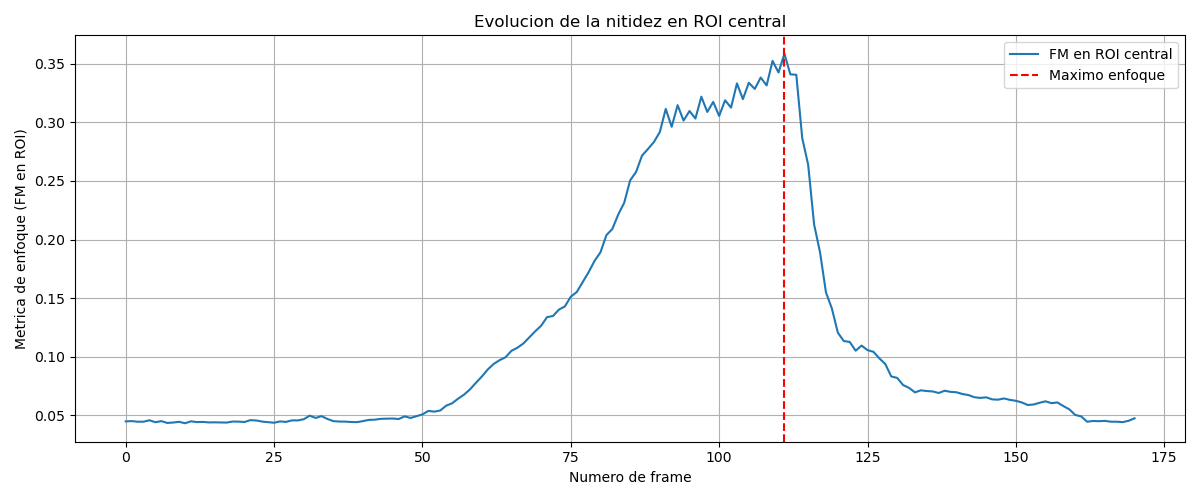 Evolucion de la nitidez en ROI central
FM en ROI central
Maximo enfoque
Metrica de enfoque (FM en ROI)
0.35
0.30
0.25
0.20
0.15
0.10
0.05
0 25 50 75 100 125 150 175
Numero de frame